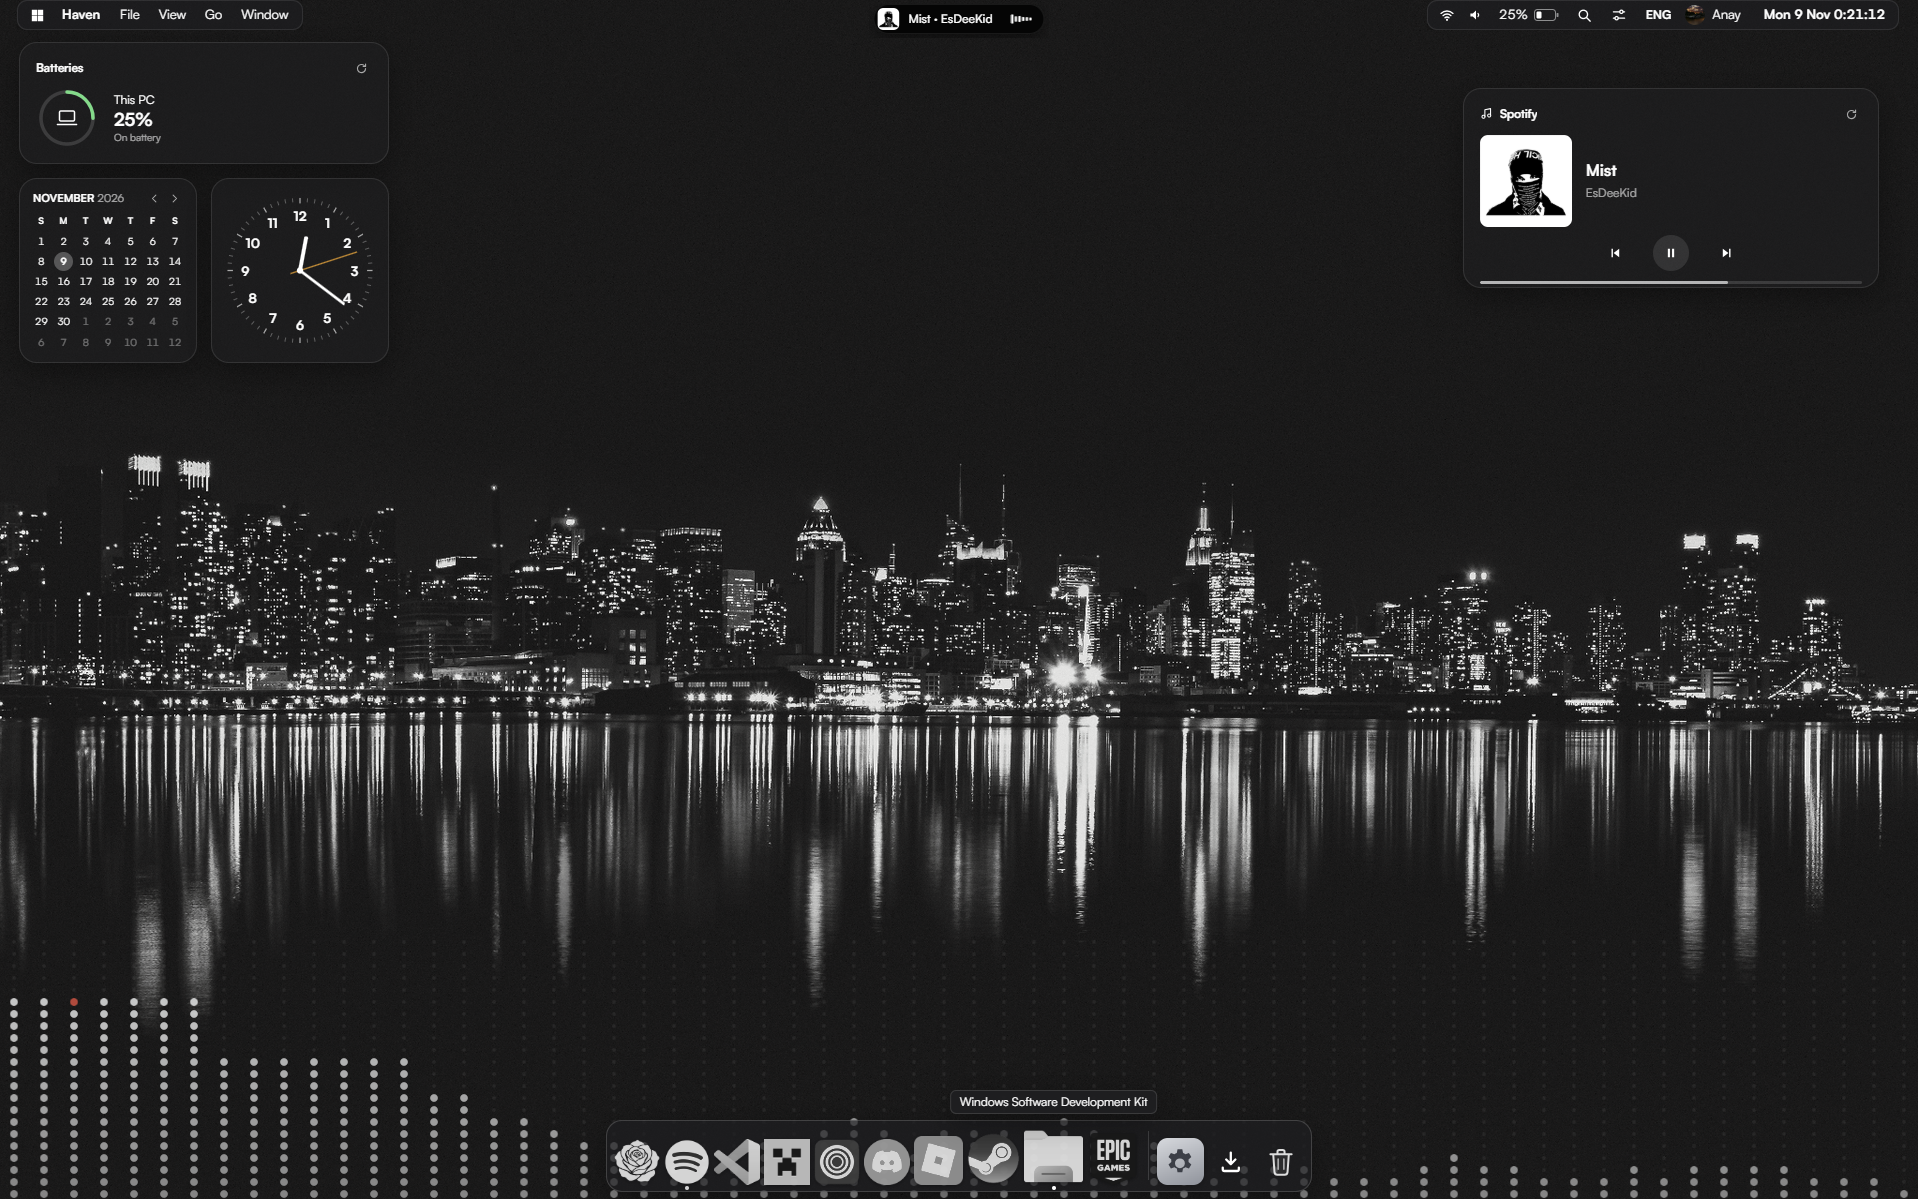 Haven File View Go Window
Mist • EsDeeKid
25% ENG Anay Mon 9 Nov 0:21:12
Batteries
This PC
25%
On battery
NOVEMBER 2026
S M T W T F S
1 2 3 4 5 6 7
8 9 10 11 12 13 14
15 16 17 18 19 20 21
22 23 24 25 26 27 28
29 30 1 2 3 4 5
6 7 8 9 10 11 12
12 1 2 3 4 5 6 7 8 9 10 11
Spotify
Mist
EsDeeKid
Windows Software Development Kit
EPIC
GAMES